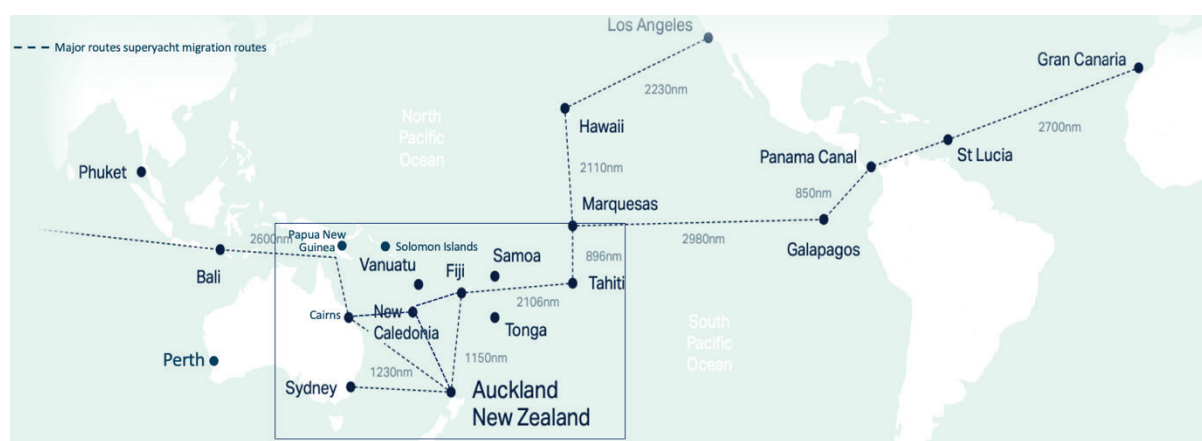 Los Angeles
Major routes superyacht migration routes
Gran Canaria
2230nm
North
Pacific
Ocean
Hawaii
2700nm
Phuket
2110nm
Panama Canal
St Lucia
850nm
Marquesas
2600nm
Papua New
Guinea
Solomon Islands
2980nm
Galapagos
Bali
Vanuatu
Fiji
Samoa
896nm
Tahiti
2106nm
Cairns
New
Caledonia
Tonga
South
Pacific
Ocean
Perth
1150nm
1230nm
Sydney
Auckland
New Zealand